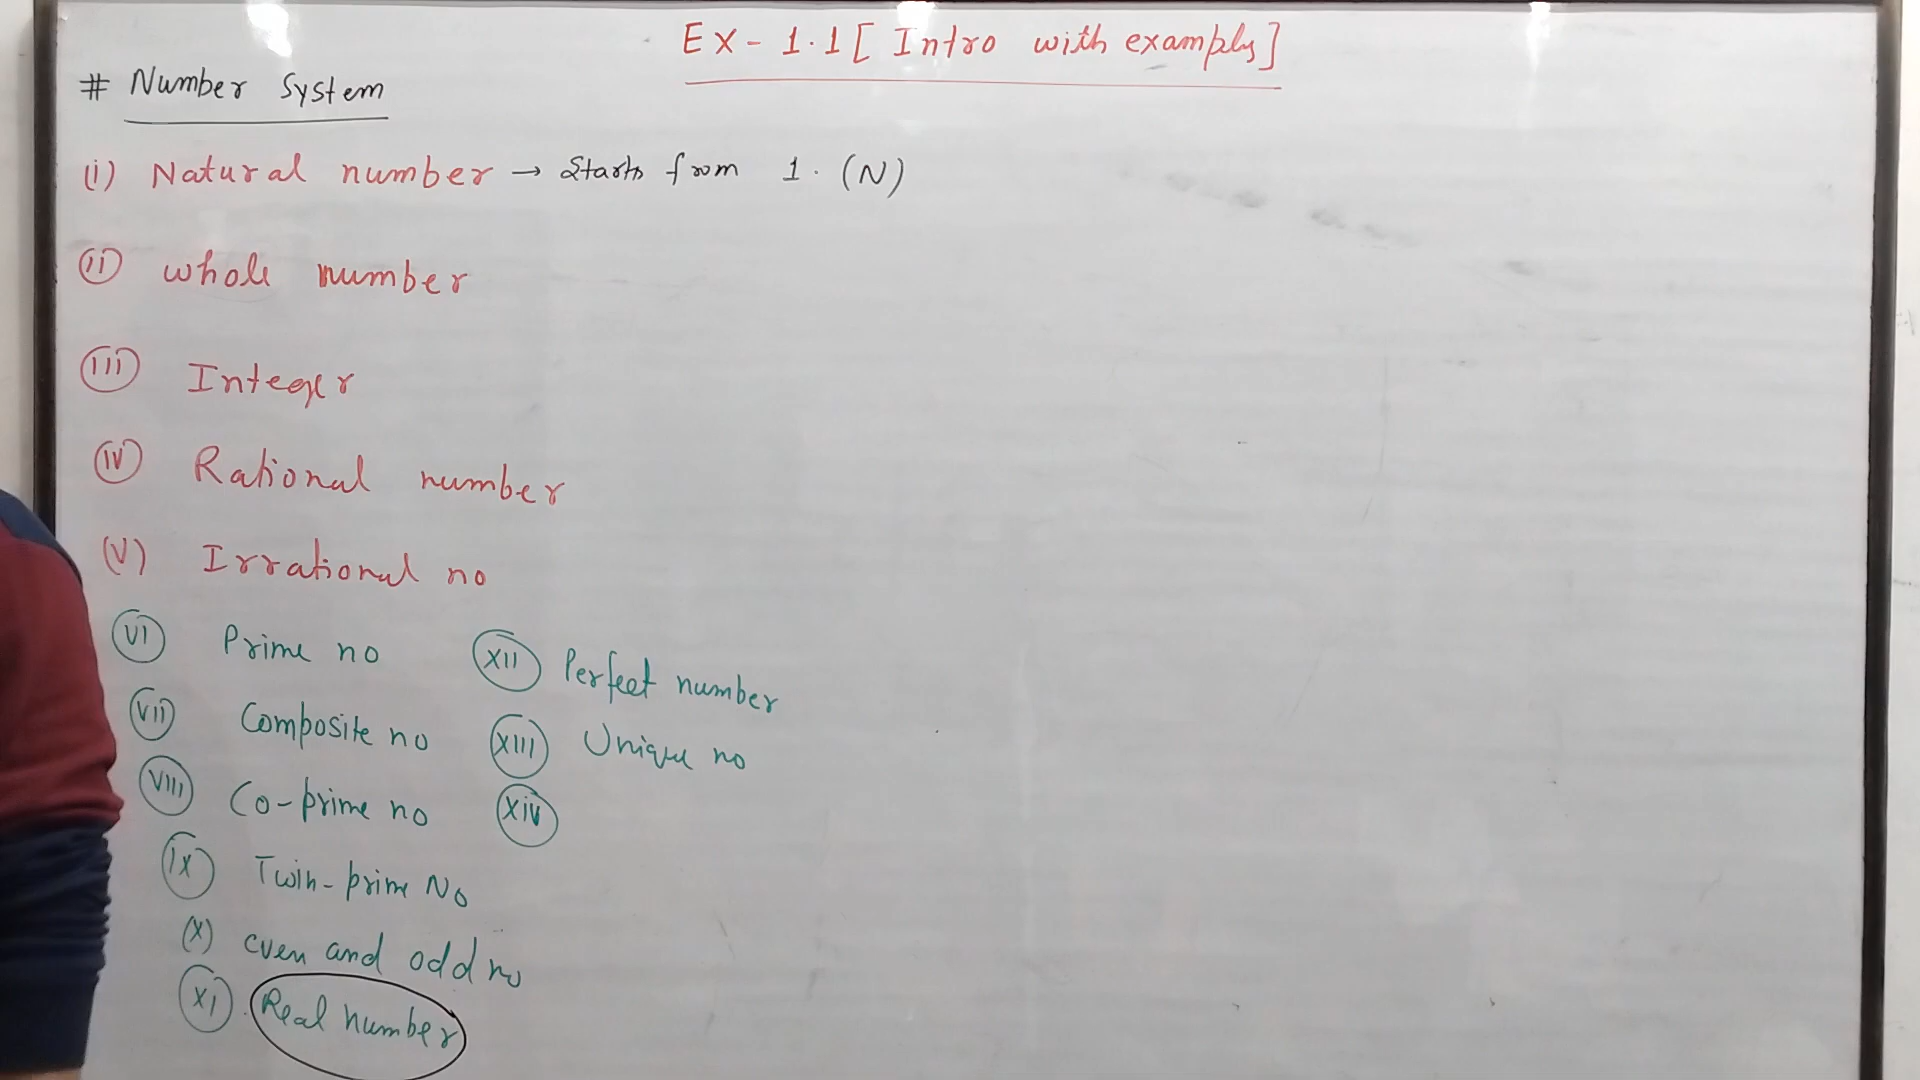 Ex - 1.1 [ Intro with examply ]
# Number System
(i) Natural number → Starts from 1. (N)
(ii) whole number
(iii) Integer
(iv) Rational number
(V) Irrational no
(VI) Prime no
(VII) Composite no
(VIII) Co-prime no
(IX) Twin-prime No
(X) even and odd no
(XI) Real number
(XII) Perfect number
(XIII) Unique no
(XIV)